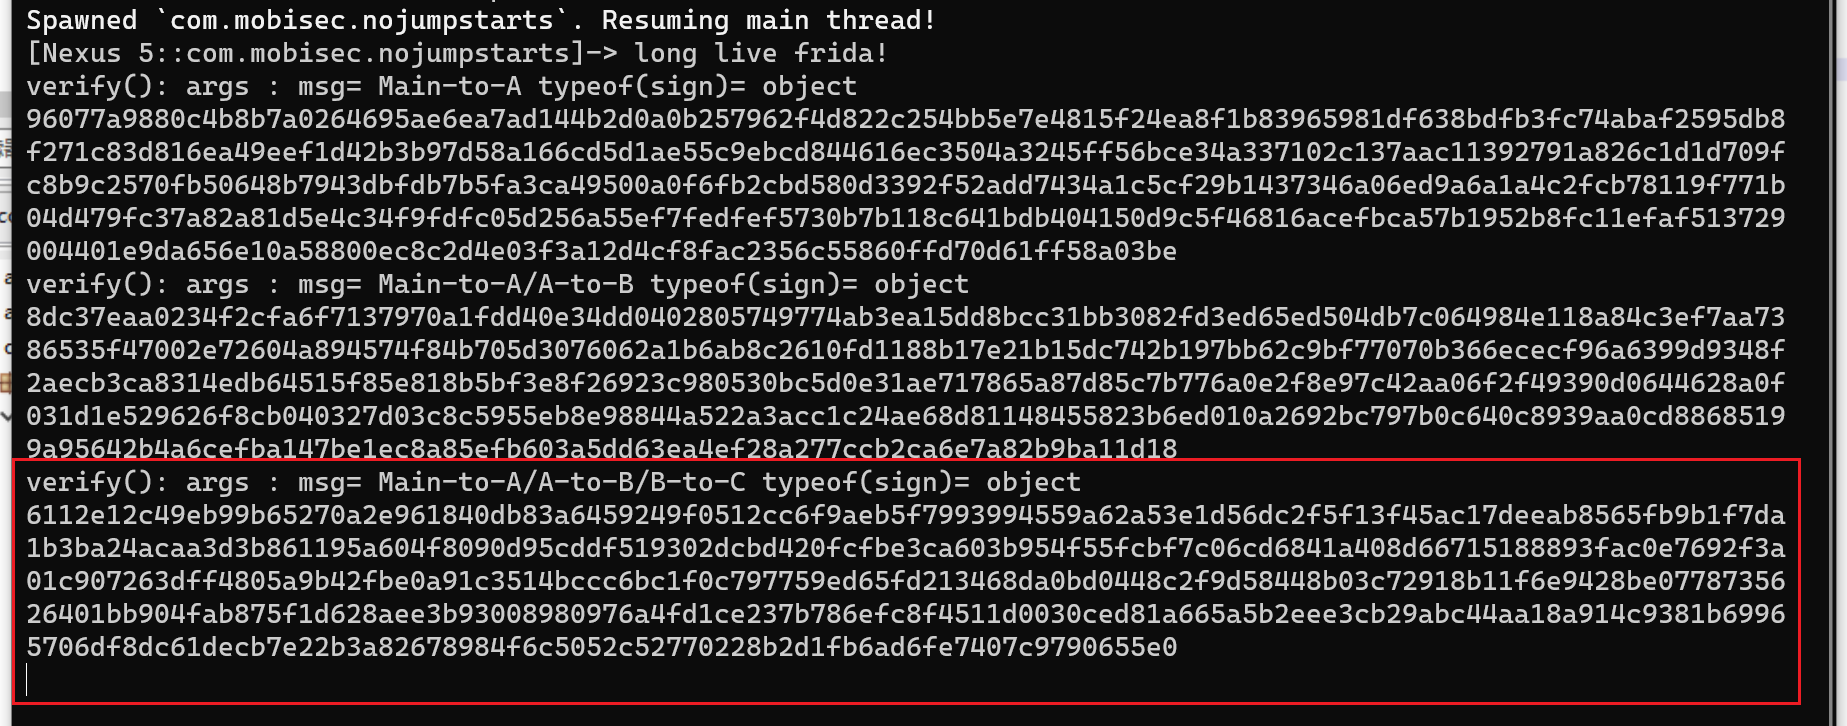 Spawned `com.mobisec.nojumpstarts`. Resuming main thread!
[Nexus 5::com.mobisec.nojumpstarts]-> long live frida!
verify(): args : msg= Main-to-A typeof(sign)= object
96077a9880c4b8b7a0264695ae6ea7ad144b2d0a0b257962f4d822c254bb5e7e4815f24ea8f1b83965981df638bdfb3fc74abaf2595db8
f271c83d816ea49eef1d42b3b97d58a166cd5d1ae55c9ebcd844616ec3504a3245ff56bce34a337102c137aac11392791a826c1d1d709f
c8b9c2570fb50648b7943dbfdb7b5fa3ca49500a0f6fb2cbd580d3392f52add7434a1c5cf29b1437346a06ed9a6a1a4c2fcb78119f771b
04d479fc37a82a81d5e4c34f9fdfc05d256a55ef7fedfef5730b7b118c641bdb404150d9c5f46816acefbca57b1952b8fc11efaf513729
004401e9da656e10a58800ec8c2d4e03f3a12d4cf8fac2356c55860ffd70d61ff58a03be
verify(): args : msg= Main-to-A/A-to-B typeof(sign)= object
8dc37eaa0234f2cfa6f7137970a1fdd40e34dd0402805749774ab3ea15dd8bcc31bb3082fd3ed65ed504db7c064984e118a84c3ef7aa73
86535f47002e72604a894574f84b705d3076062a1b6ab8c2610fd1188b17e21b15dc742b197bb62c9bf77070b366ececf96a6399d9348f
2aecb3ca8314edb64515f85e818b5bf3e8f26923c980530bc5d0e31ae717865a87d85c7b776a0e2f8e97c42aa06f2f49390d0644628a0f
031d1e529626f8cb040327d03c8c5955eb8e98844a522a3acc1c24ae68d81148455823b6ed010a2692bc797b0c640c8939aa0cd8868519
9a95642b4a6cefba147be1ec8a85efb603a5dd63ea4ef28a277ccb2ca6e7a82b9ba11d18
verify(): args : msg= Main-to-A/A-to-B/B-to-C typeof(sign)= object
6112e12c49eb99b65270a2e961840db83a6459249f0512cc6f9aeb5f7993994559a62a53e1d56dc2f5f13f45ac17deeab8565fb9b1f7da
1b3ba24acaa3d3b861195a604f8090d95cddf519302dcbd420fcfbe3ca603b954f55fcbf7c06cd6841a408d66715188893fac0e7692f3a
01c907263dff4805a9b42fbe0a91c3514bccc6bc1f0c797759ed65fd213468da0bd0448c2f9d58448b03c72918b11f6e9428be07787356
26401bb904fab875f1d628aee3b93008980976a4fd1ce237b786efc8f4511d0030ced81a665a5b2eee3cb29abc44aa18a914c9381b6996
5706df8dc61decb7e22b3a82678984f6c5052c52770228b2d1fb6ad6fe7407c9790655e0